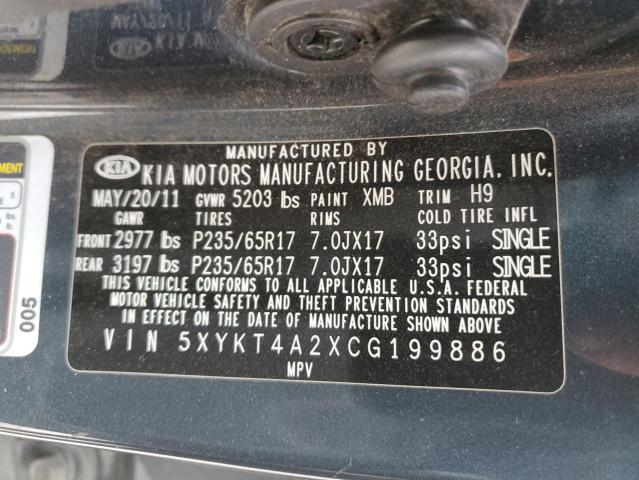 MANUFACTURED BY
KIA KIA MOTORS MANUFACTURING GEORGIA, INC.
MAY/20/11 GVWR 5203 lbs PAINT XMB TRIM H9
GAWR TIRES RIMS COLD TIRE INFL
FRONT 2977 lbs P235/65R17 7.0JX17 33psi SINGLE
REAR 3197 lbs P235/65R17 7.0JX17 33psi SINGLE
THIS VEHICLE CONFORMS TO ALL APPLICABLE U.S.A. FEDERAL
MOTOR VEHICLE SAFETY AND THEFT PREVENTION STANDARDS
IN EFFECT ON THE DATE OF MANUFACTURE SHOWN ABOVE
VIN 5XYKT4A2XCG199886
MPV
005